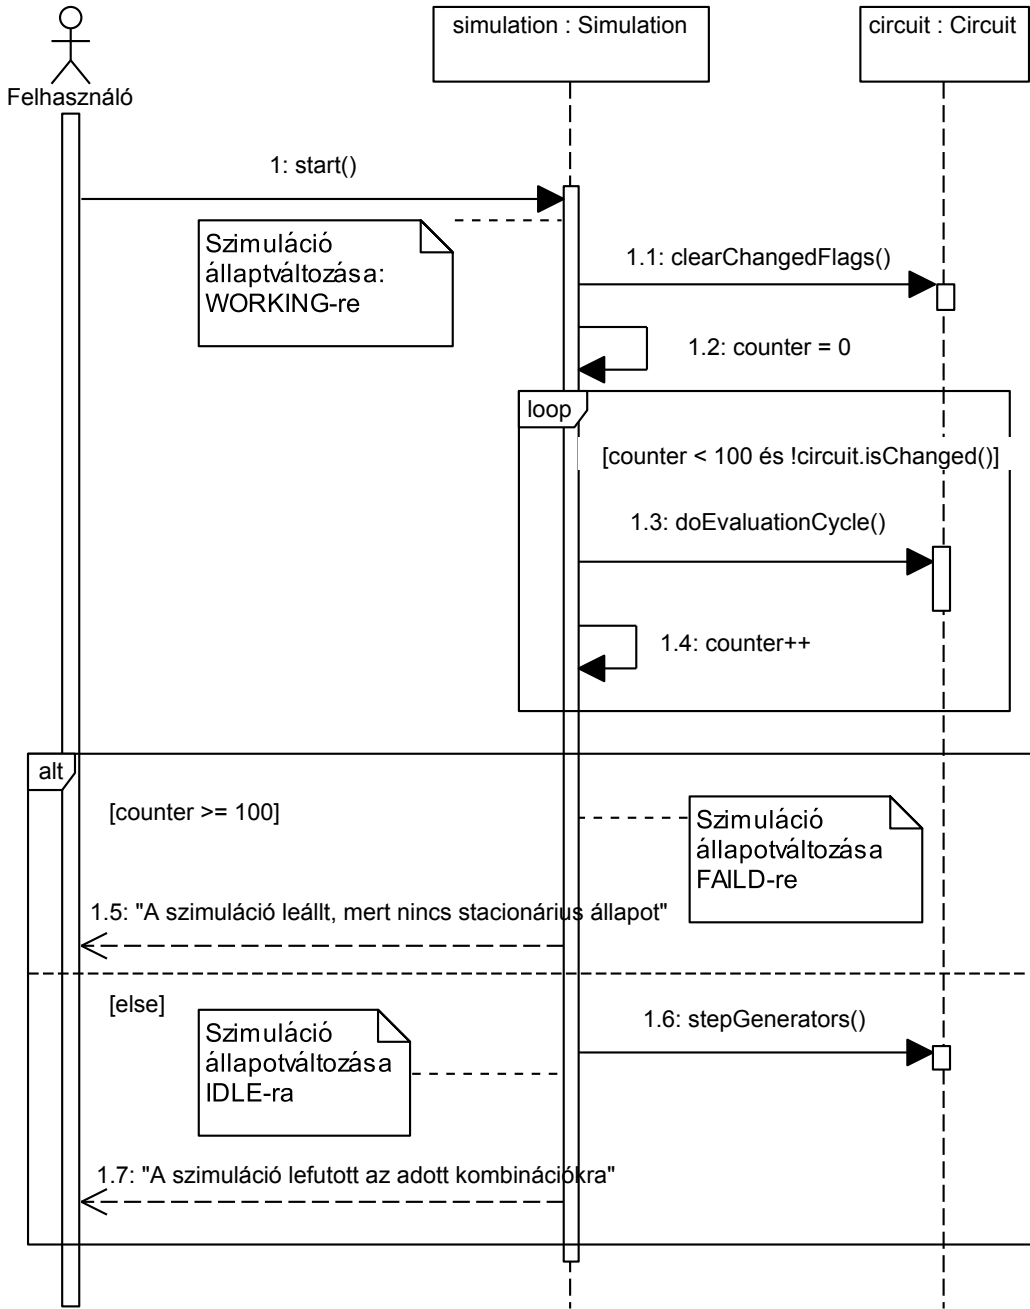 simulation : Simulation
circuit : Circuit
Felhasználó
1: start()
Szimuláció
állaptváltozása:
WORKING-re
1.1: clearChangedFlags()
1.2: counter = 0
loop
[counter < 100 és !circuit.isChanged()]
1.3: doEvaluationCycle()
1.4: counter++
alt
[counter >= 100]
Szimuláció
állapotváltozása
FAILD-re
1.5: "A szimuláció leállt, mert nincs stacionárius állapot"
[else]
Szimuláció
állapotváltozása
IDLE-ra
1.6: stepGenerators()
1.7: "A szimuláció lefutott az adott kombinációkra"